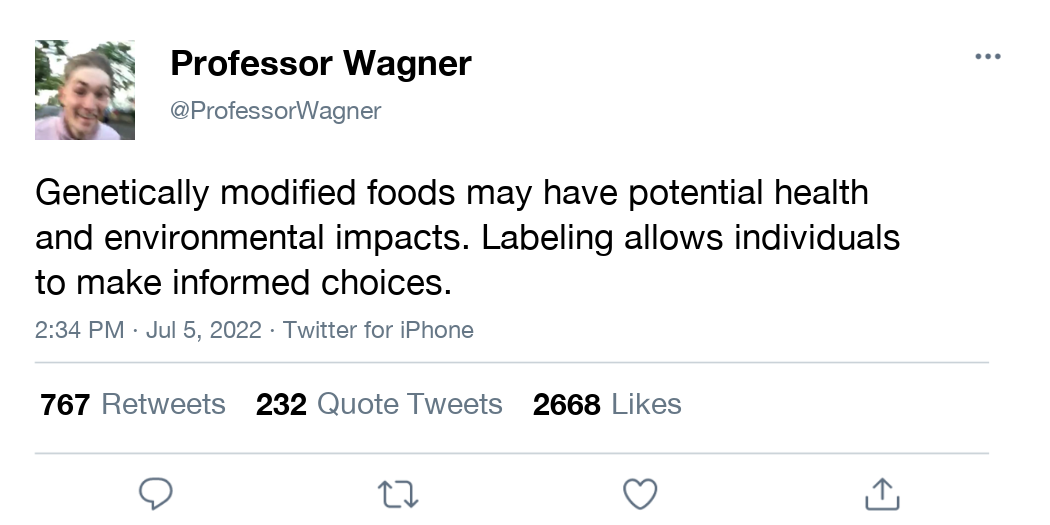 Professor Wagner
@ProfessorWagner
Genetically modified foods may have potential health
and environmental impacts. Labeling allows individuals
to make informed choices.
2:34 PM · Jul 5, 2022 · Twitter for iPhone
767 Retweets 232 Quote Tweets 2668 Likes